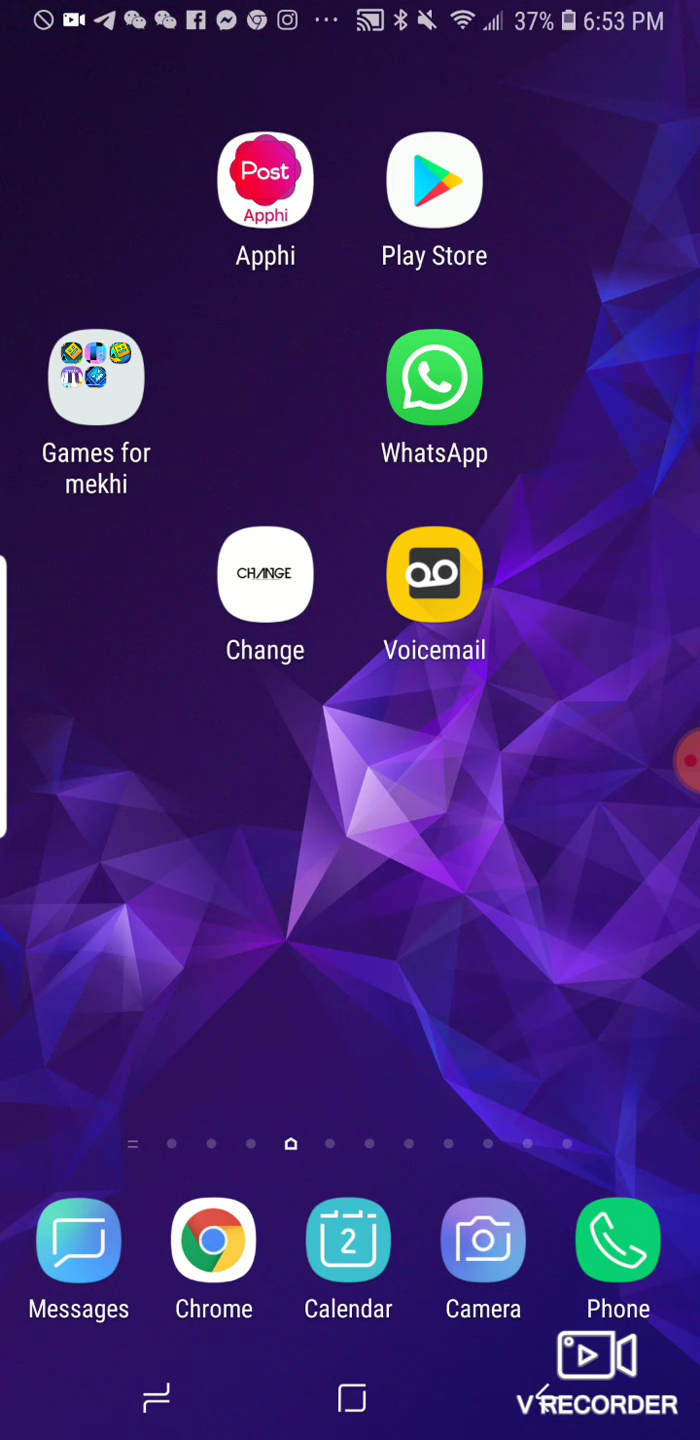 37% 6:53 PM
Post
Apphi
Apphi
Play Store
Games for
mekhi
WhatsApp
CHANGE
Change
Voicemail
2
Messages
Chrome
Calendar
Camera
Phone
VRECORDER